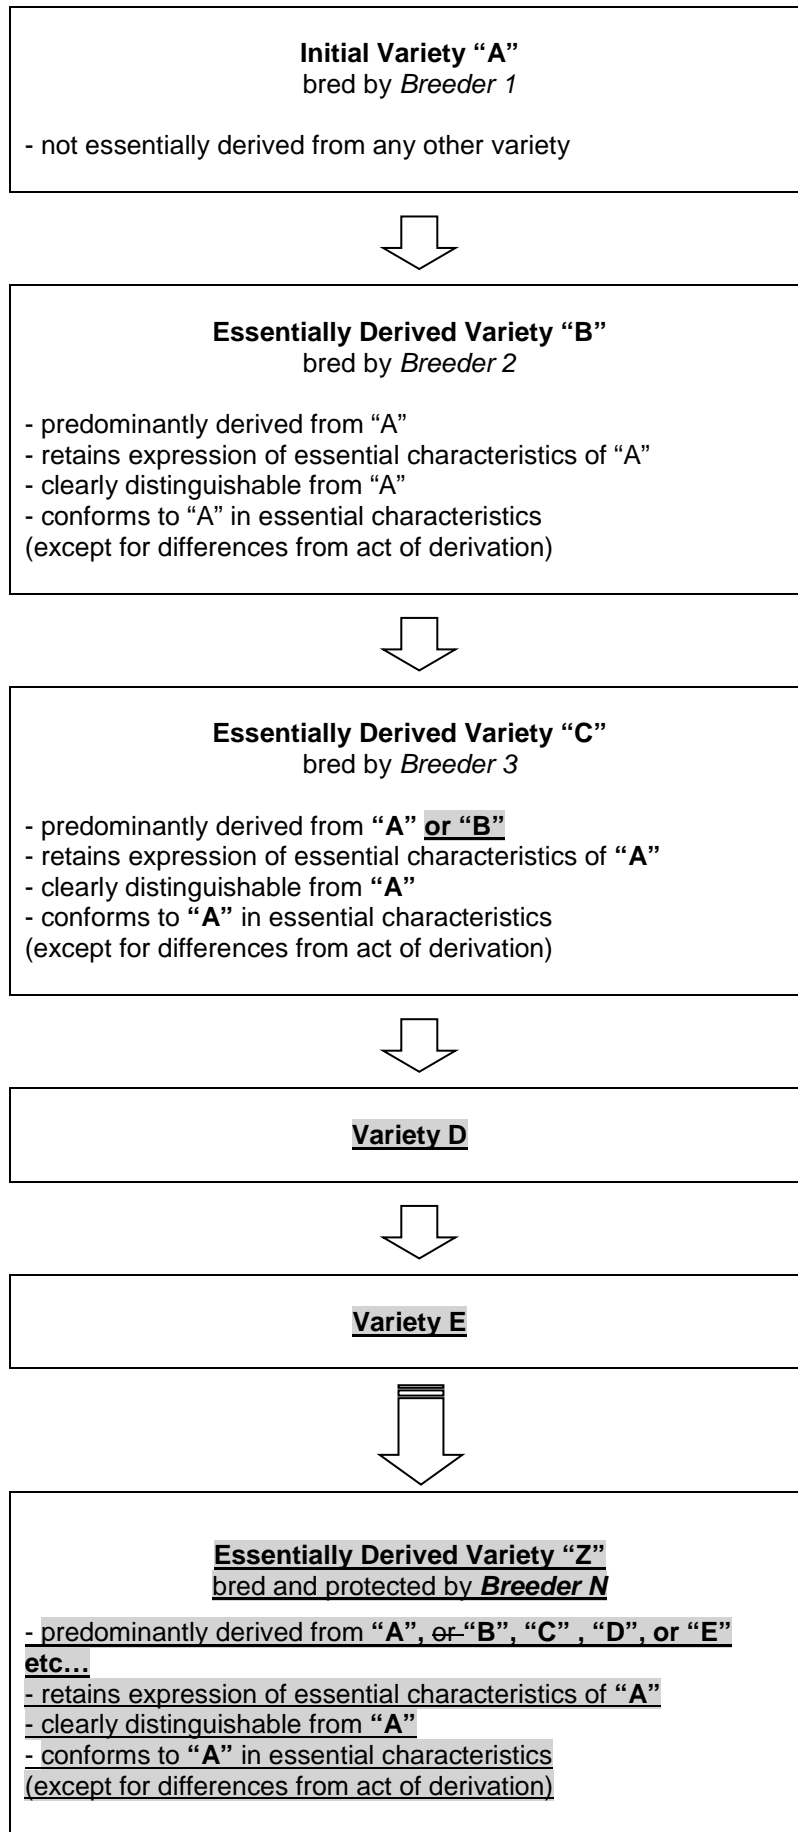 Initial Variety “A”
bred by Breeder 1
- not essentially derived from any other variety
Essentially Derived Variety “B”
bred by Breeder 2
- predominantly derived from “A”
- retains expression of essential characteristics of “A”
- clearly distinguishable from “A”
- conforms to “A” in essential characteristics
(except for differences from act of derivation)
Essentially Derived Variety “C”
bred by Breeder 3
- predominantly derived from “A” or “B”
- retains expression of essential characteristics of “A”
- clearly distinguishable from “A”
- conforms to “A” in essential characteristics
(except for differences from act of derivation)
Variety D
Variety E
Essentially Derived Variety “Z”
bred and protected by Breeder N
- predominantly derived from “A”, or “B”, “C” , “D”, or “E”
etc…
- retains expression of essential characteristics of “A”
- clearly distinguishable from “A”
- conforms to “A” in essential characteristics
(except for differences from act of derivation)